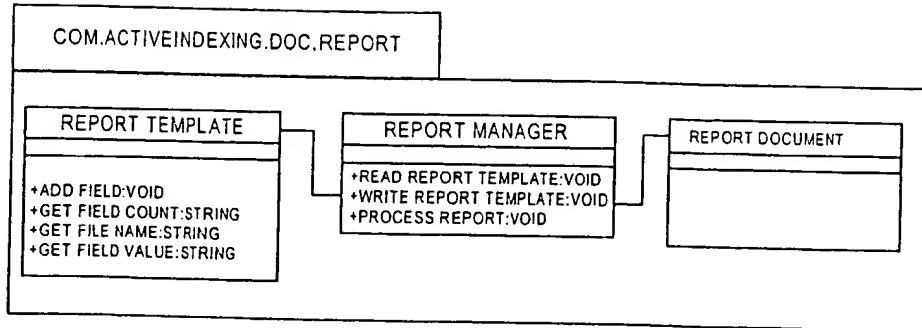 COM.ACTIVEINDEXING.DOC.REPORT
REPORT TEMPLATE
+ADD FIELD:VOID
+GET FIELD COUNT:STRING
+GET FILE NAME:STRING
+GET FIELD VALUE:STRING
REPORT MANAGER
+READ REPORT TEMPLATE:VOID
+WRITE REPORT TEMPLATE:VOID
+PROCESS REPORT:VOID
REPORT DOCUMENT